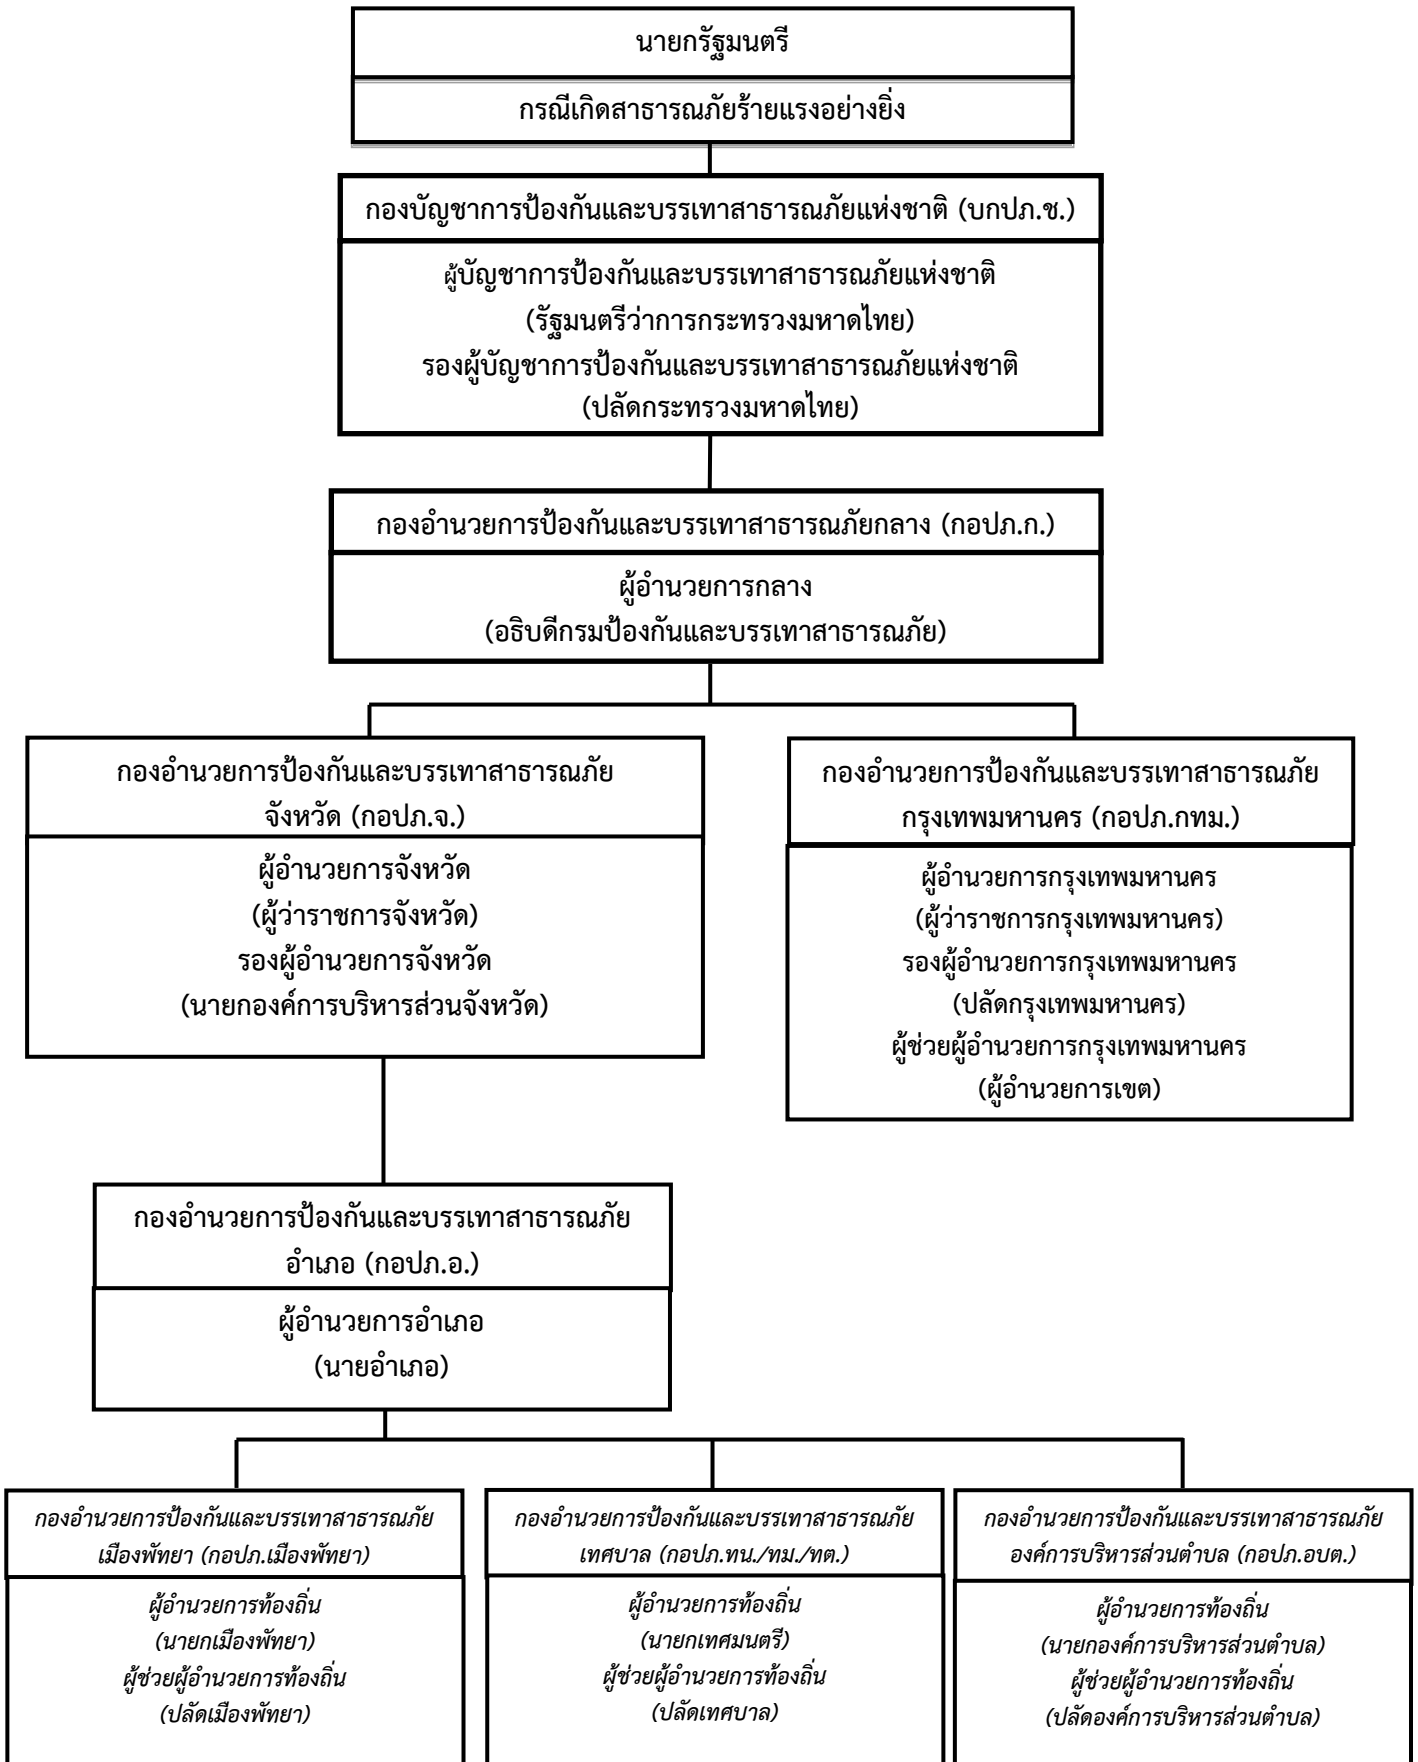 นายกรัฐมนตรี
กรณีเกิดสาธารณภัยร้ายแรงอย่างยิ่ง
กองบัญชาการป้องกันและบรรเทาสาธารณภัยแห่งชาติ (บกปภ.ช.)
ผู้บัญชาการป้องกันและบรรเทาสาธารณภัยแห่งชาติ
(รัฐมนตรีว่าการกระทรวงมหาดไทย)
รองผู้บัญชาการป้องกันและบรรเทาสาธารณภัยแห่งชาติ
(ปลัดกระทรวงมหาดไทย)
กองอำนวยการป้องกันและบรรเทาสาธารณภัยกลาง (กอปภ.ก.)
ผู้อำนวยการกลาง
(อธิบดีกรมป้องกันและบรรเทาสาธารณภัย)
กองอำนวยการป้องกันและบรรเทาสาธารณภัย
จังหวัด (กอปภ.จ.)
ผู้อำนวยการจังหวัด
(ผู้ว่าราชการจังหวัด)
รองผู้อำนวยการจังหวัด
(นายกองค์การบริหารส่วนจังหวัด)
กองอำนวยการป้องกันและบรรเทาสาธารณภัย
กรุงเทพมหานคร (กอปภ.กทม.)
ผู้อำนวยการกรุงเทพมหานคร
(ผู้ว่าราชการกรุงเทพมหานคร)
รองผู้อำนวยการกรุงเทพมหานคร
(ปลัดกรุงเทพมหานคร)
ผู้ช่วยผู้อำนวยการกรุงเทพมหานคร
(ผู้อำนวยการเขต)
กองอำนวยการป้องกันและบรรเทาสาธารณภัย
อำเภอ (กอปภ.อ.)
ผู้อำนวยการอำเภอ
(นายอำเภอ)
กองอำนวยการป้องกันและบรรเทาสาธารณภัย
เมืองพัทยา (กอปภ.เมืองพัทยา)
ผู้อำนวยการท้องถิ่น
(นายกเมืองพัทยา)
ผู้ช่วยผู้อำนวยการท้องถิ่น
(ปลัดเมืองพัทยา)
กองอำนวยการป้องกันและบรรเทาสาธารณภัย
เทศบาล (กอปภ.ทน./ทม./ทต.)
ผู้อำนวยการท้องถิ่น
(นายกเทศมนตรี)
ผู้ช่วยผู้อำนวยการท้องถิ่น
(ปลัดเทศบาล)
กองอำนวยการป้องกันและบรรเทาสาธารณภัย
องค์การบริหารส่วนตำบล (กอปภ.อบต.)
ผู้อำนวยการท้องถิ่น
(นายกองค์การบริหารส่วนตำบล)
ผู้ช่วยผู้อำนวยการท้องถิ่น
(ปลัดองค์การบริหารส่วนตำบล)